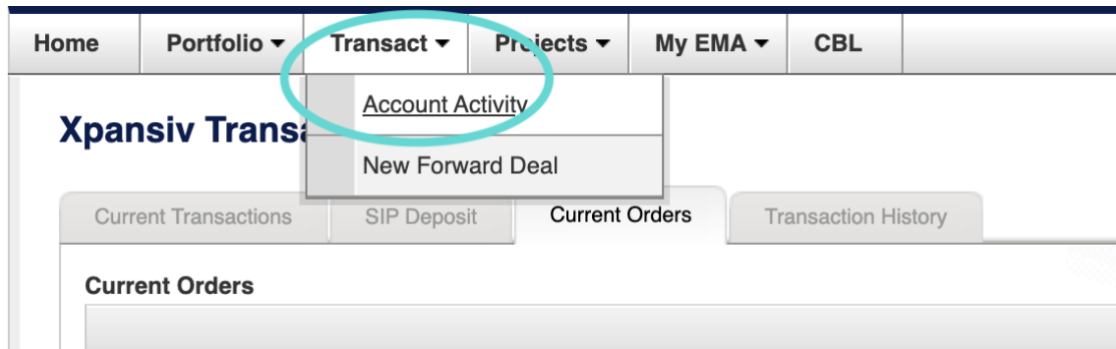 Home Portfolio Transact Projects My EMA CBL
Account Activity
Xpansiv
New Forward Deal
Current Transactions SIP Deposit Current Orders Transaction History
Current Orders